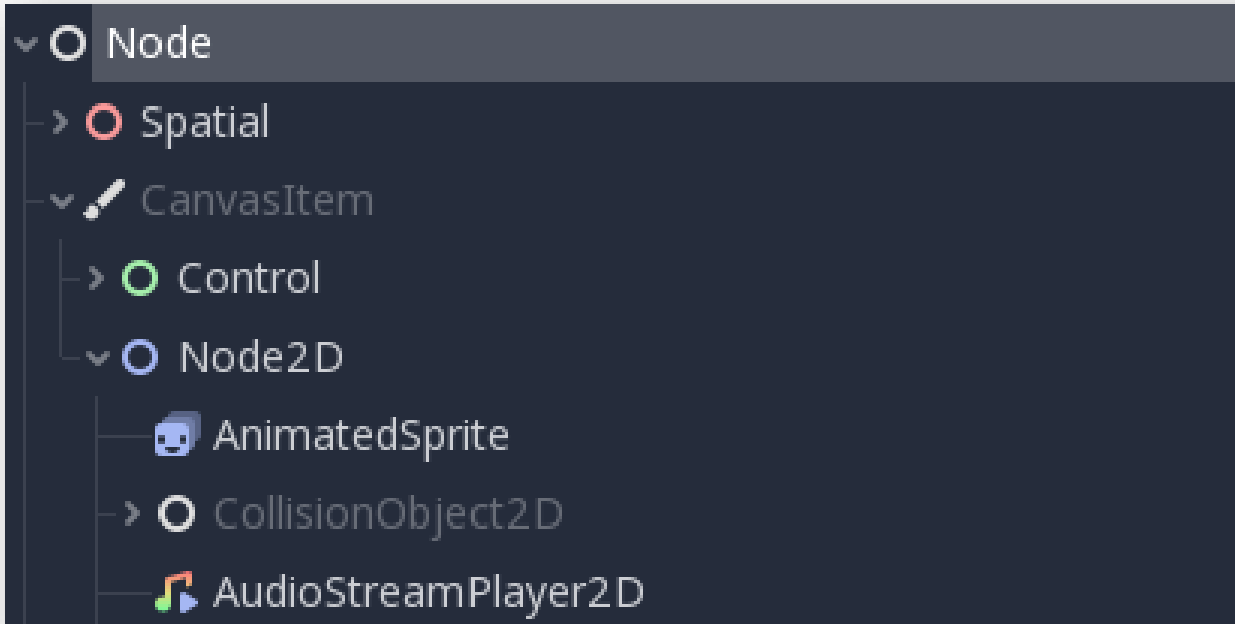 Node
Spatial
CanvasItem
Control
Node2D
AnimatedSprite
CollisionObject2D
AudioStreamPlayer2D